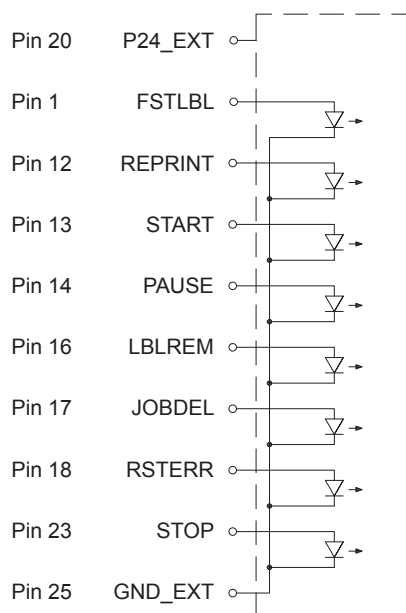 Pin 20 P24_EXT
Pin 1 FSTLBL
Pin 12 REPRINT
Pin 13 START
Pin 14 PAUSE
Pin 16 LBLREM
Pin 17 JOBDEL
Pin 18 RSTERR
Pin 23 STOP
Pin 25 GND_EXT